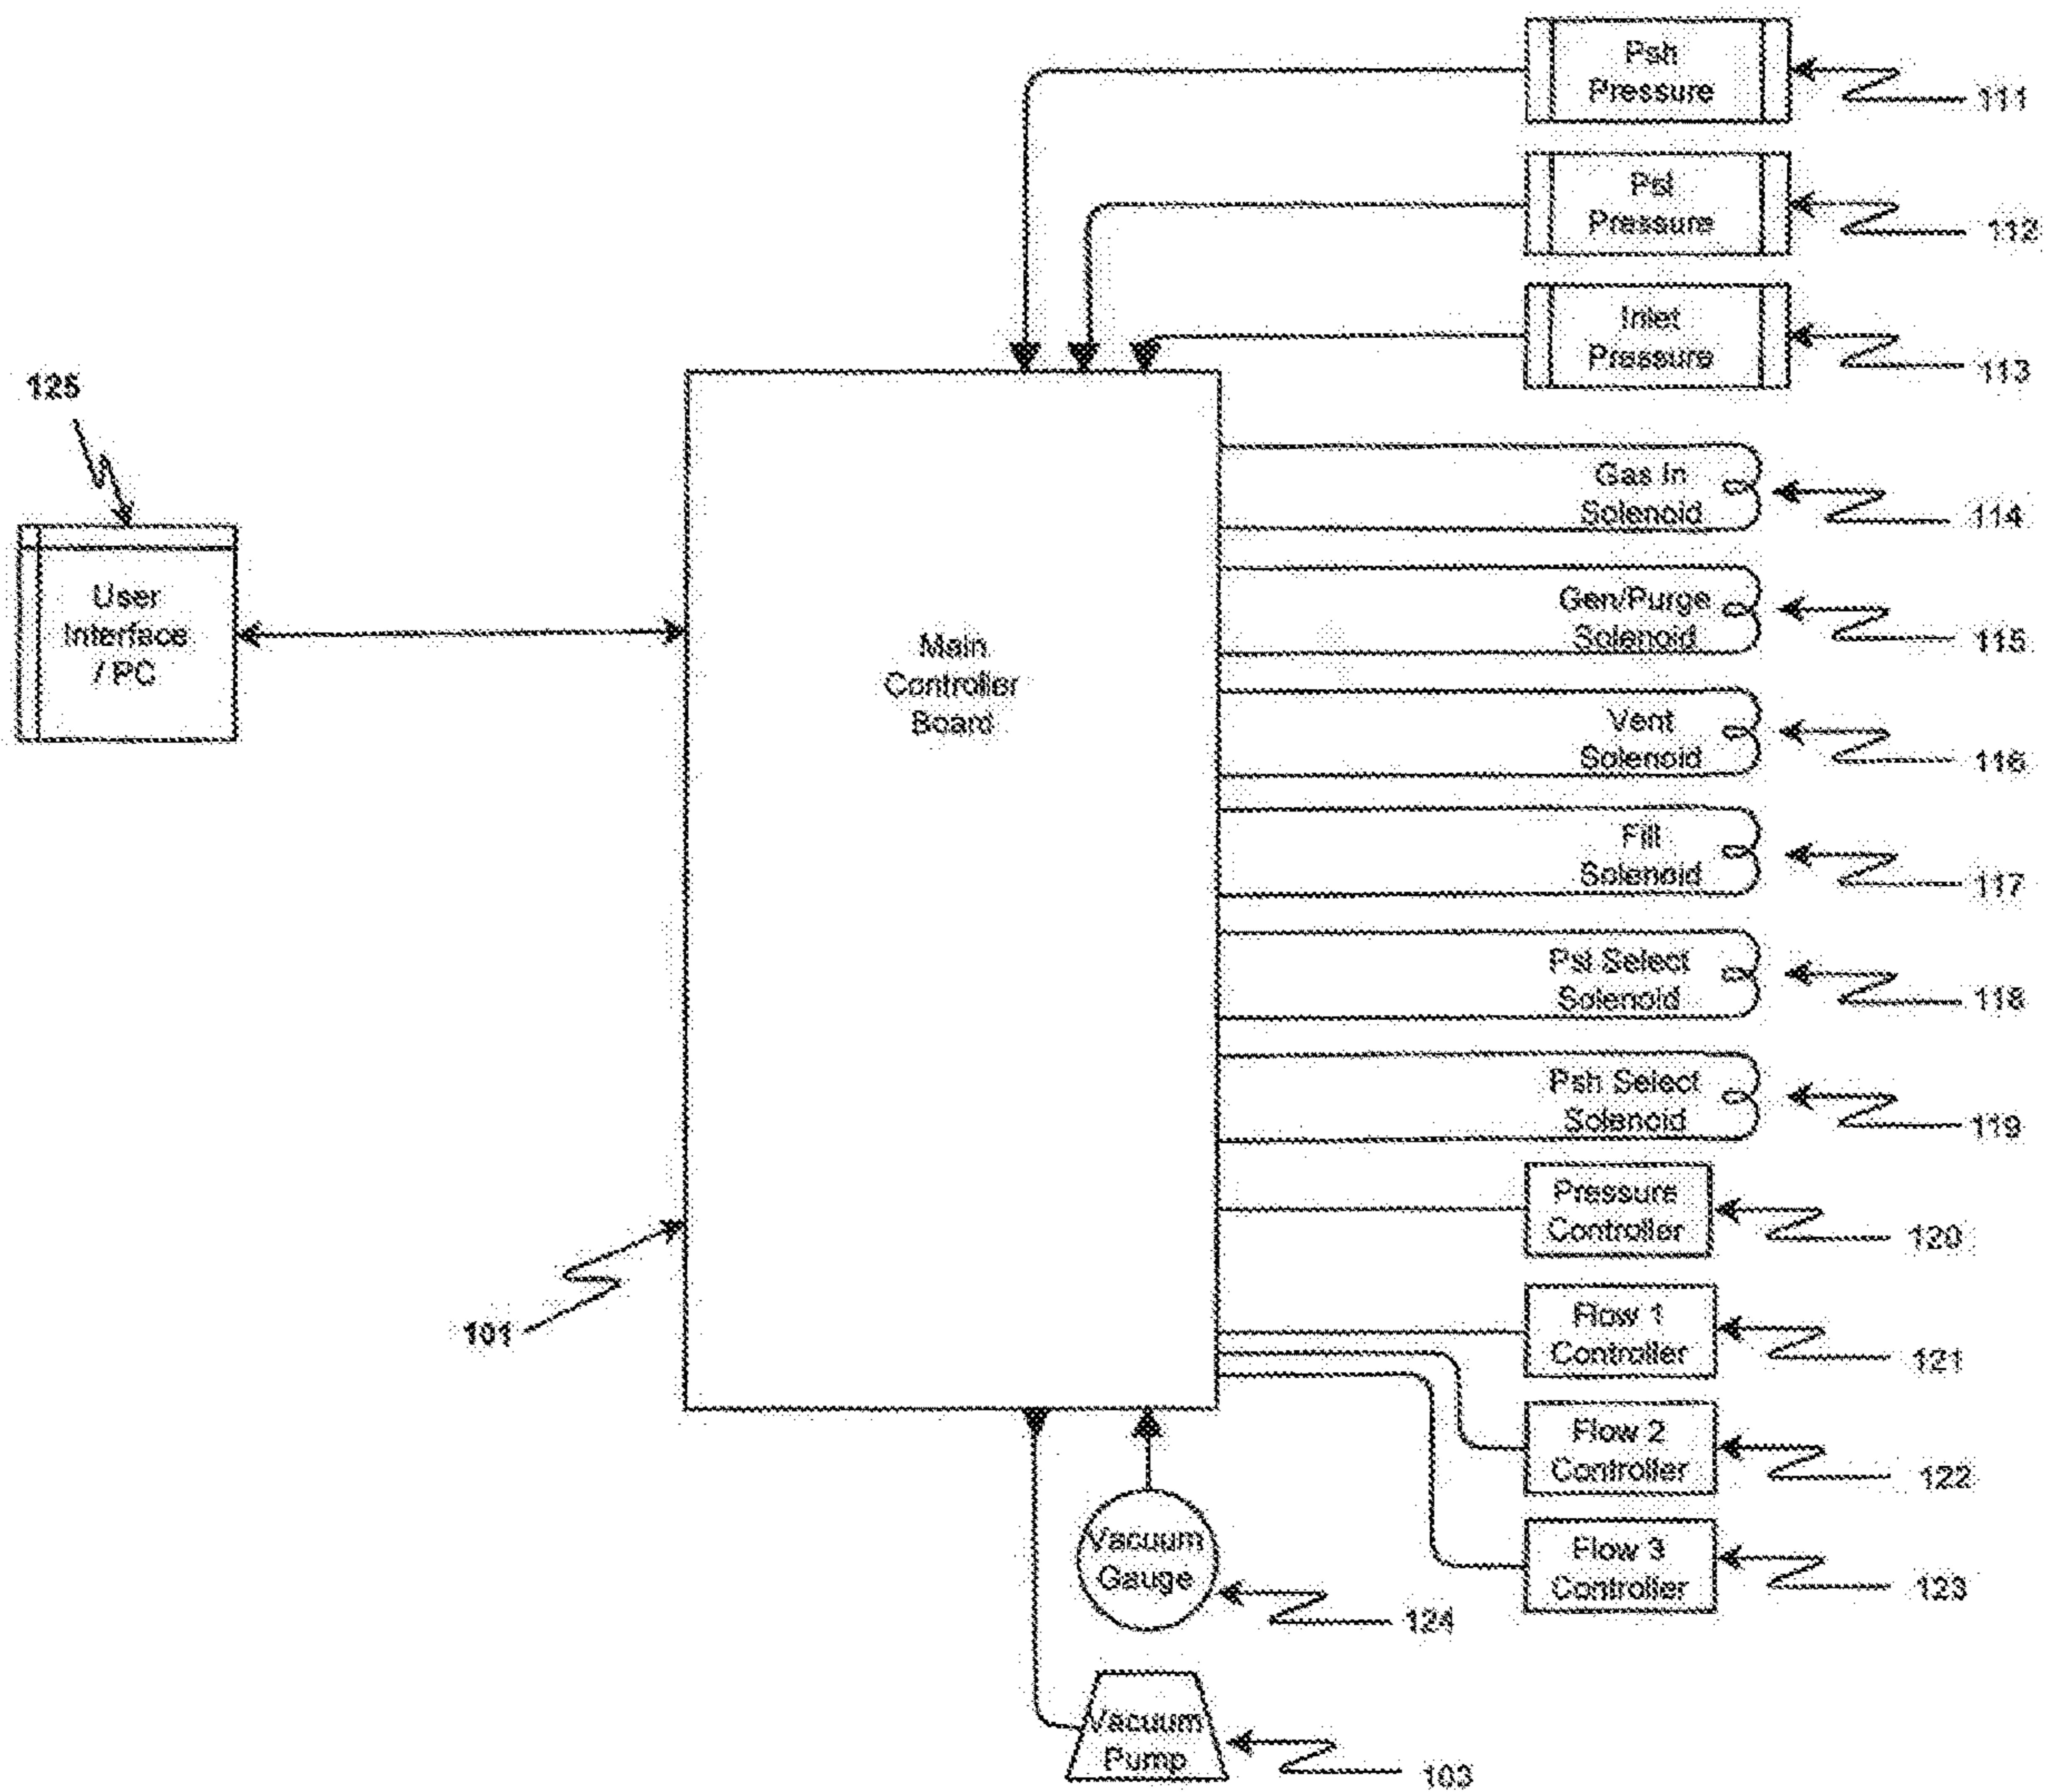 Psh
Pressure
111
Psl
Pressure
112
Inlet
Pressure
113
125
User
Interface
/ PC
Main
Controller
Board
101
Gas In
Solenoid
114
Gen/Purge
Solenoid
115
Vent
Solenoid
116
Fill
Solenoid
117
Psl Select
Solenoid
118
Psh Select
Solenoid
119
Pressure
Controller
120
Flow 1
Controller
121
Flow 2
Controller
122
Flow 3
Controller
123
Vacuum
Gauge
124
Vacuum
Pump
103